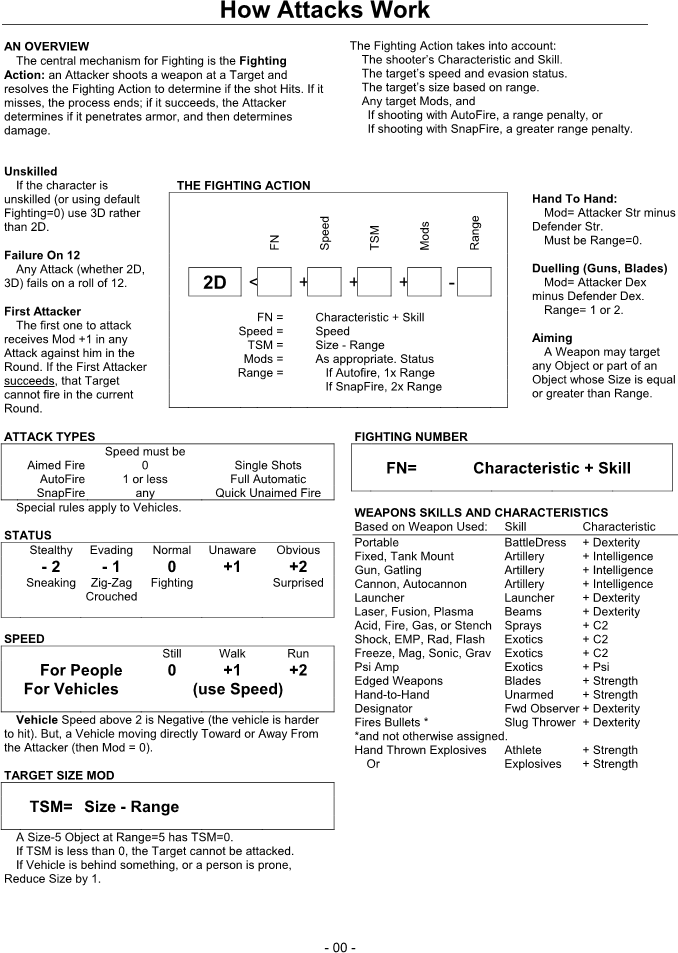 How Attacks Work
AN OVERVIEW
The central mechanism for Fighting is the Fighting
Action: an Attacker shoots a weapon at a Target and
resolves the Fighting Action to determine if the shot Hits. If it
misses, the process ends; if it succeeds, the Attacker
determines if it penetrates armor, and then determines
damage.
The Fighting Action takes into account:
The shooter's Characteristic and Skill.
The target's speed and evasion status.
The target's size based on range.
Any target Mods, and
If shooting with AutoFire, a range penalty, or
If shooting with SnapFire, a greater range penalty.
Unskilled
If the character is
unskilled (or using default
Fighting=0) use 3D rather
than 2D.
Failure On 12
Any Attack (whether 2D,
3D) fails on a roll of 12.
First Attacker
The first one to attack
receives Mod +1 in any
Attack against him in the
Round. If the First Attacker
succeeds, that Target
cannot fire in the current
Round.
THE FIGHTING ACTION
FN Speed TSM Mods Range
2D < + + + -
FN = Characteristic + Skill
Speed = Speed
TSM = Size - Range
Mods = As appropriate. Status
Range = If Autofire, 1x Range
If SnapFire, 2x Range
Hand To Hand:
Mod= Attacker Str minus
Defender Str.
Must be Range=0.
Duelling (Guns, Blades)
Mod= Attacker Dex
minus Defender Dex.
Range= 1 or 2.
Aiming
A Weapon may target
any Object or part of an
Object whose Size is equal
or greater than Range.
ATTACK TYPES
Speed must be
Aimed Fire 0 Single Shots
AutoFire 1 or less Full Automatic
SnapFire any Quick Unaimed Fire
Special rules apply to Vehicles.
STATUS
Stealthy Evading Normal Unaware Obvious
- 2 - 1 0 +1 +2
Sneaking Zig-Zag Fighting Surprised
Crouched
SPEED
Still Walk Run
For People 0 +1 +2
For Vehicles (use Speed)
Vehicle Speed above 2 is Negative (the vehicle is harder
to hit). But, a Vehicle moving directly Toward or Away From
the Attacker (then Mod = 0).
TARGET SIZE MOD
TSM= Size - Range
A Size-5 Object at Range=5 has TSM=0.
If TSM is less than 0, the Target cannot be attacked.
If Vehicle is behind something, or a person is prone,
Reduce Size by 1.
FIGHTING NUMBER
FN= Characteristic + Skill
WEAPONS SKILLS AND CHARACTERISTICS
Based on Weapon Used: Skill Characteristic
Portable BattleDress + Dexterity
Fixed, Tank Mount Artillery + Intelligence
Gun, Gatling Artillery + Intelligence
Cannon, Autocannon Artillery + Intelligence
Launcher Launcher + Dexterity
Laser, Fusion, Plasma Beams + Dexterity
Acid, Fire, Gas, or Stench Sprays + C2
Shock, EMP, Rad, Flash Exotics + C2
Freeze, Mag, Sonic, Grav Exotics + C2
Psi Amp Exotics + Psi
Edged Weapons Blades + Strength
Hand-to-Hand Unarmed + Strength
Designator Fwd Observer + Dexterity
Fires Bullets * Slug Thrower + Dexterity
*and not otherwise assigned.
Hand Thrown Explosives Athlete + Strength
Or Explosives + Strength
- 00 -